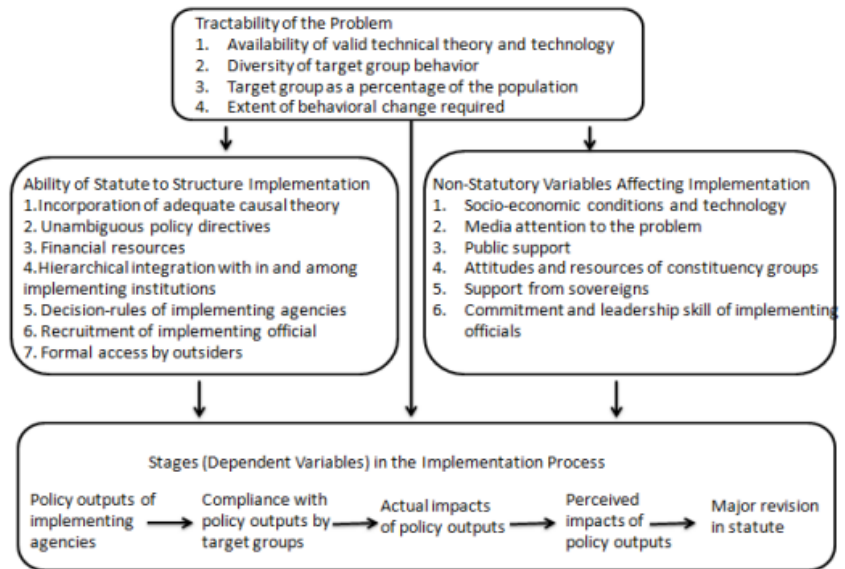 Tractability of the Problem
1. Availability of valid technical theory and technology
2. Diversity of target group behavior
3. Target group as a percentage of the population
4. Extent of behavioral change required
Ability of Statute to Structure Implementation
1.Incorporation of adequate causal theory
2. Unambiguous policy directives
3. Financial resources
4.Hierarchical integration with in and among
implementing institutions
5. Decision-rules of implementing agencies
6. Recruitment of implementing official
7. Formal access by outsiders
Non-Statutory Variables Affecting Implementation
1. Socio-economic conditions and technology
2. Media attention to the problem
3. Public support
4. Attitudes and resources of constituency groups
5. Support from sovereigns
6. Commitment and leadership skill of implementing
officials
Stages (Dependent Variables) in the Implementation Process
Policy outputs of
implementing
agencies
Compliance with
policy outputs by
target groups
Actual impacts
of policy outputs
Perceived
impacts of
policy outputs
Major revision
in statute